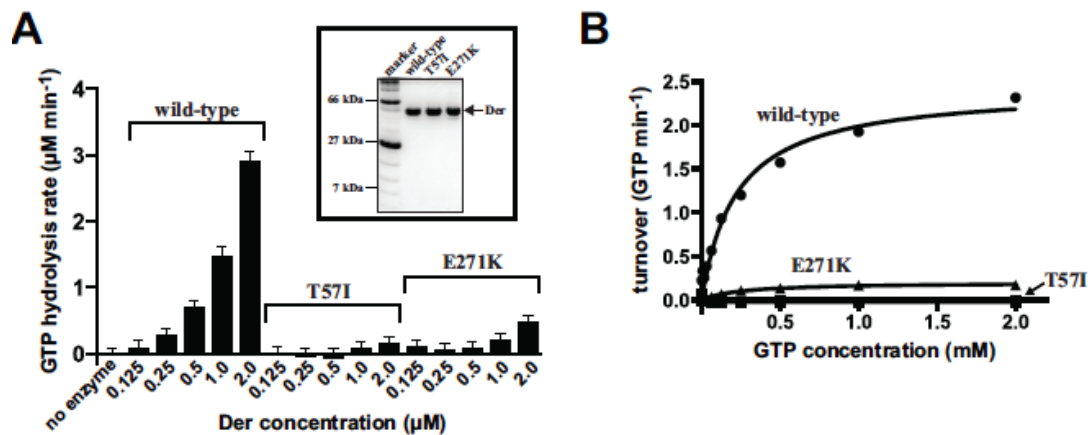 A
GTP hydrolysis rate (µM min⁻¹)
4
3
2
1
0
wild-type
T57I
E271K
marker
wild-type
T57I
E271K
66 kDa
27 kDa
7 kDa
Der
no enzyme
0.125
0.25
0.5
1.0
2.0
0.125
0.25
0.5
1.0
2.0
0.125
0.25
0.5
1.0
2.0
Der concentration (µM)
B
turnover (GTP min⁻¹)
2.5
2.0
1.5
1.0
0.5
0.0
wild-type
E271K
T57I
0.5
1.0
1.5
2.0
GTP concentration (mM)